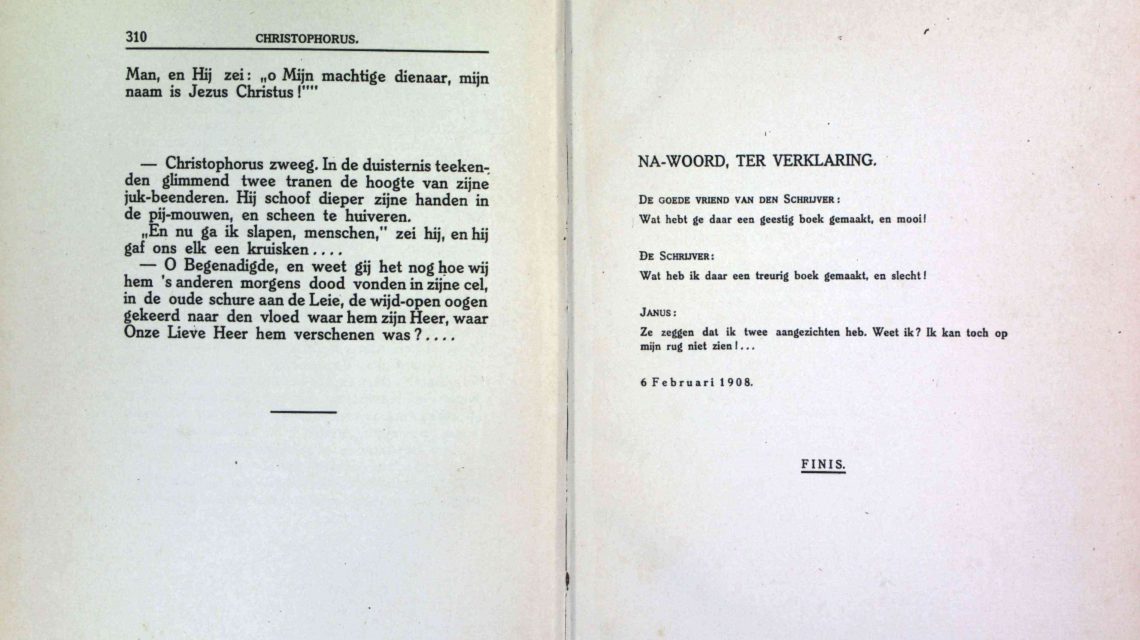 310 CHRISTOPHORUS.
Man, en Hij zei: „o Mijn machtige dienaar, mijn
naam is Jezus Christus!""
— Christophorus zweeg. In de duisternis teeken-
den glimmend twee tranen de hoogte van zijne
juk-beenderen. Hij schoof dieper zijne handen in
de pij-mouwen, en scheen te huiveren.
„En nu ga ik slapen, menschen," zei hij, en hij
gaf ons elk een kruisken....
— O Begenadigde, en weet gij het nog hoe wij
hem 's anderen morgens dood vonden in zijne cel,
in de oude schure aan de Leie, de wijd-open oogen
gekeerd naar den vloed waar hem zijn Heer, waar
Onze Lieve Heer hem verschenen was?....
NA-WOORD, TER VERKLARING.
De goede vriend van den Schrijver:
Wat hebt ge daar een geestig boek gemaakt, en mooi!
De Schrijver:
Wat heb ik daar een treurig boek gemaakt, en slecht!
Janus:
Ze zeggen dat ik twee aangezichten heb. Weet ik? Ik kan toch op
mijn rug niet zien!...
6 Februari 1908.
FINIS.